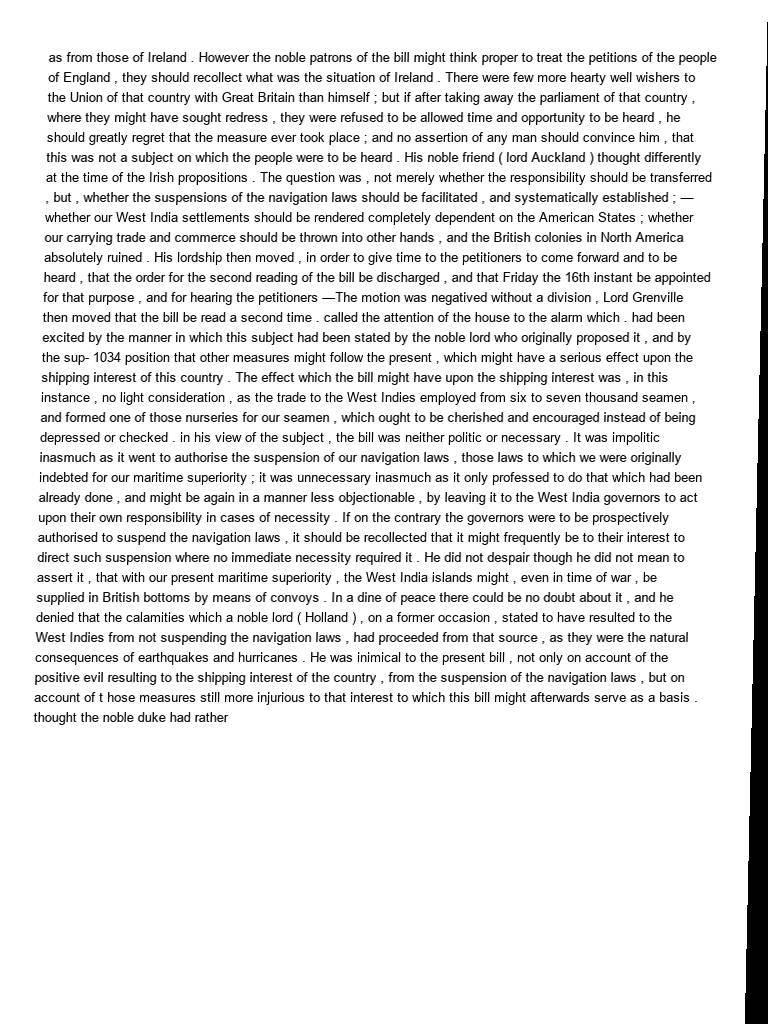 as from those of Ireland . However the noble patrons of the bill might think proper to treat the petitions of the people
of England , they should recollect what was the situation of Ireland . There were few more hearty well wishers to
the Union of that country with Great Britain than himself ; but if after taking away the parliament of that country ,
where they might have sought redress , they were refused to be allowed time and opportunity to be heard , he
should greatly regret that the measure ever took place ; and no assertion of any man should convince him , that
this was not a subject on which the people were to be heard . His noble friend ( lord Auckland ) thought differently
at the time of the Irish propositions . The question was , not merely whether the responsibility should be transferred
, but , whether the suspensions of the navigation laws should be facilitated , and systematically established ; —
whether our West India settlements should be rendered completely dependent on the American States ; whether
our carrying trade and commerce should be thrown into other hands , and the British colonies in North America
absolutely ruined . His lordship then moved , in order to give time to the petitioners to come forward and to be
heard , that the order for the second reading of the bill be discharged , and that Friday the 16th instant be appointed
for that purpose , and for hearing the petitioners —The motion was negatived without a division , Lord Grenville
then moved that the bill be read a second time . called the attention of the house to the alarm which . had been
excited by the manner in which this subject had been stated by the noble lord who originally proposed it , and by
the sup- 1034 position that other measures might follow the present , which might have a serious effect upon the
shipping interest of this country . The effect which the bill might have upon the shipping interest was , in this
instance , no light consideration , as the trade to the West Indies employed from six to seven thousand seamen ,
and formed one of those nurseries for our seamen , which ought to be cherished and encouraged instead of being
depressed or checked . in his view of the subject , the bill was neither politic or necessary . It was impolitic
inasmuch as it went to authorise the suspension of our navigation laws , those laws to which we were originally
indebted for our maritime superiority ; it was unnecessary inasmuch as it only professed to do that which had been
already done , and might be again in a manner less objectionable , by leaving it to the West India governors to act
upon their own responsibility in cases of necessity . If on the contrary the governors were to be prospectively
authorised to suspend the navigation laws , it should be recollected that it might frequently be to their interest to
direct such suspension where no immediate necessity required it . He did not despair though he did not mean to
assert it , that with our present maritime superiority , the West India islands might , even in time of war , be
supplied in British bottoms by means of convoys . In a dine of peace there could be no doubt about it , and he
denied that the calamities which a noble lord ( Holland ) , on a former occasion , stated to have resulted to the
West Indies from not suspending the navigation laws , had proceeded from that source , as they were the natural
consequences of earthquakes and hurricanes . He was inimical to the present bill , not only on account of the
positive evil resulting to the shipping interest of the country , from the suspension of the navigation laws , but on
account of t hose measures still more injurious to that interest to which this bill might afterwards serve as a basis .
thought the noble duke had rather